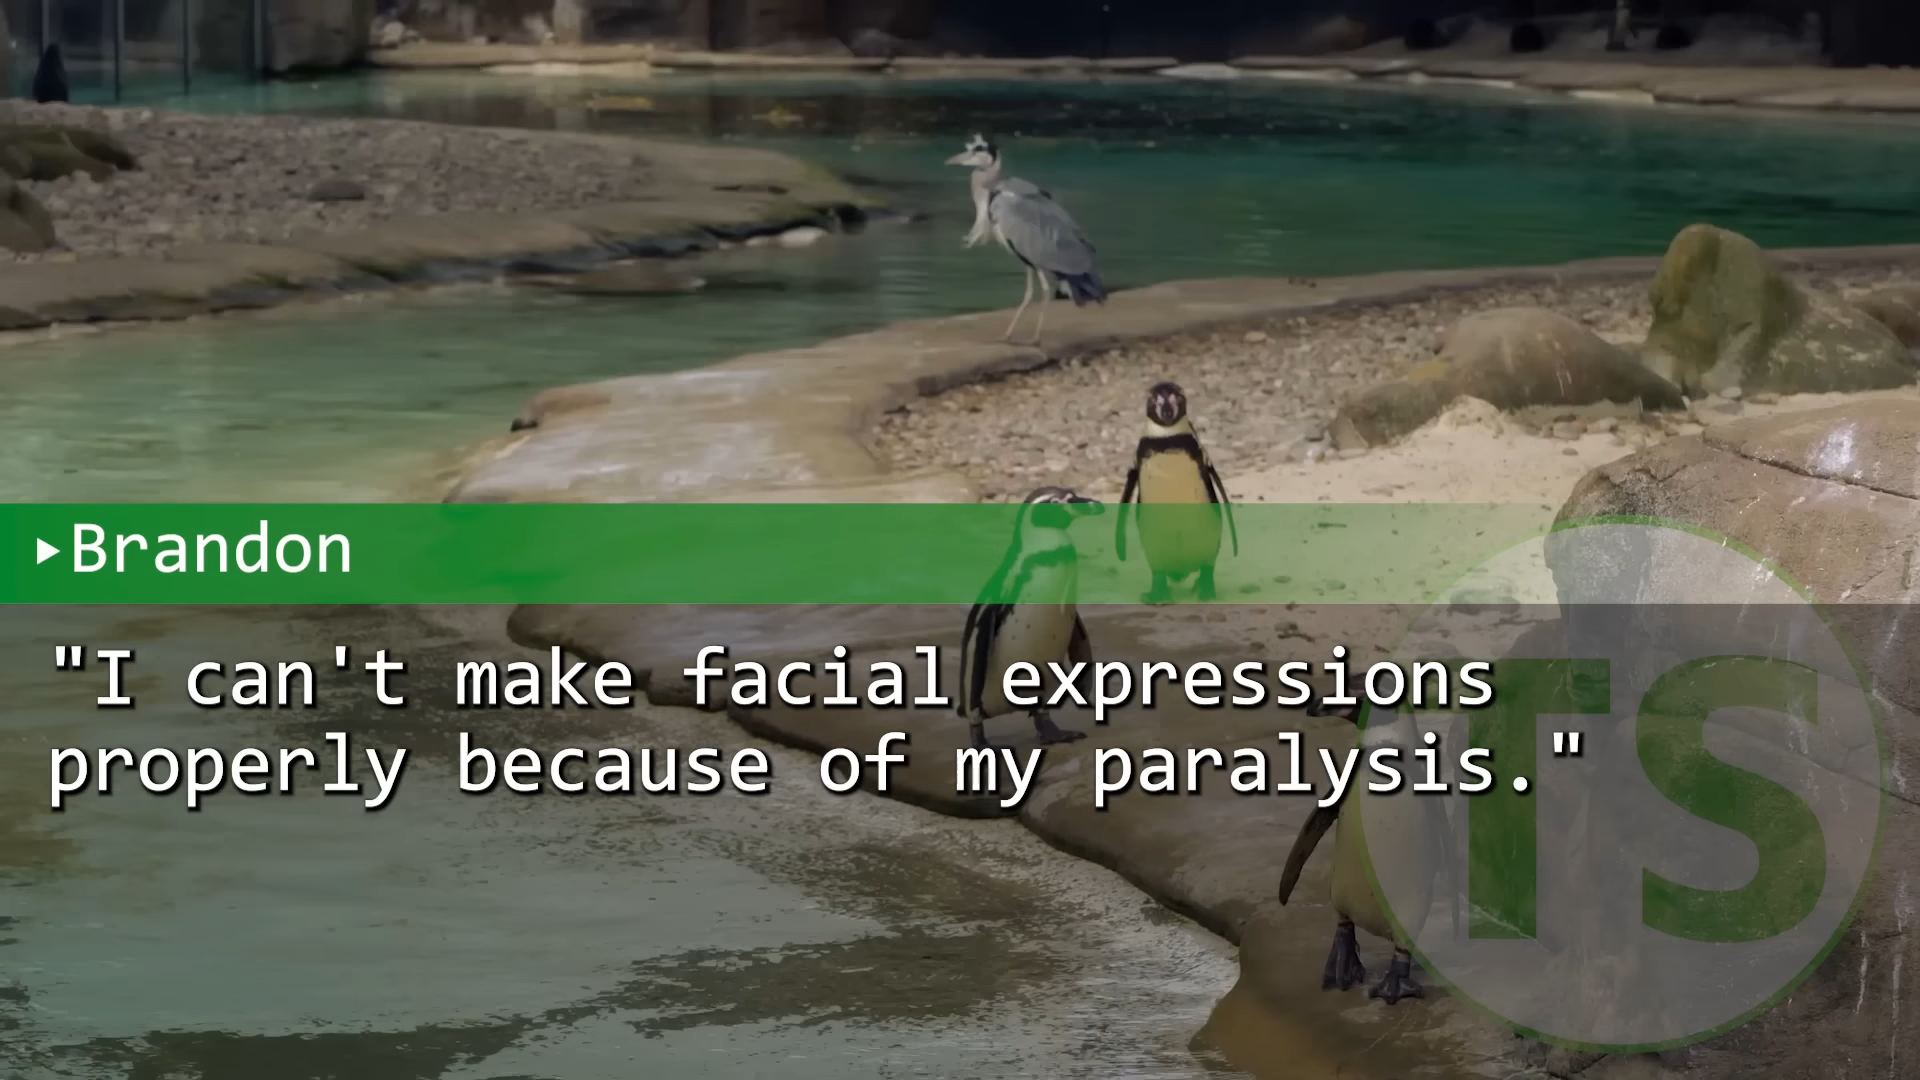 ▸Brandon
"I can't make facial expressions
properly because of my paralysis."
TS